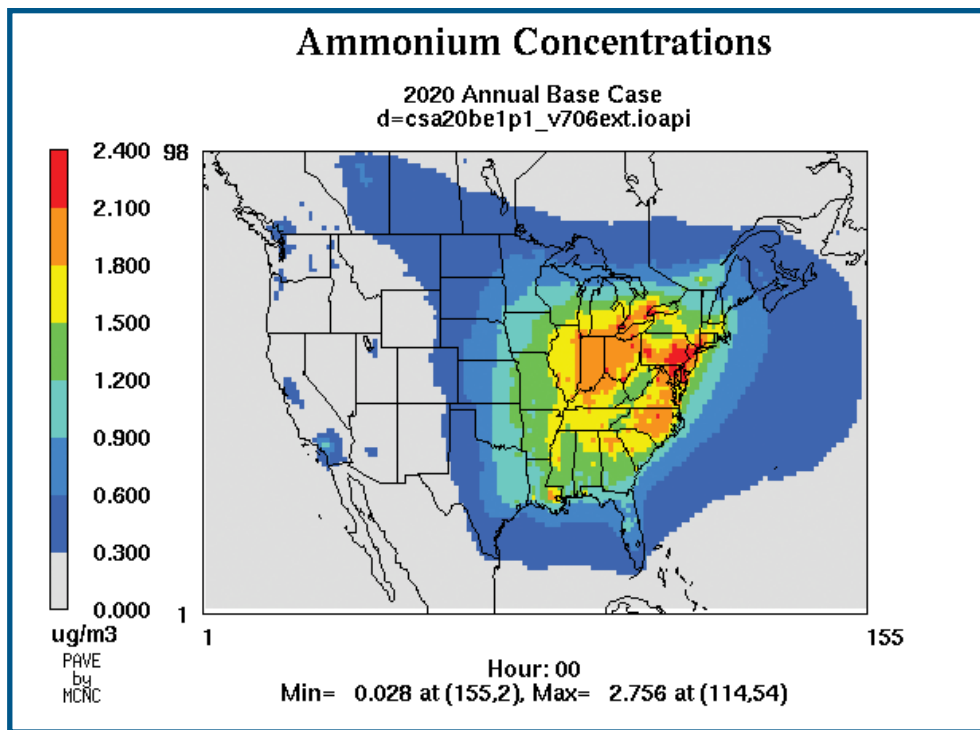 Ammonium Concentrations
2020 Annual Base Case
d=csa20be1p1_v706ext.ioapi
2.400
2.100
1.800
1.500
1.200
0.900
0.600
0.300
0.000
ug/m3
PAVE
by
MCNC
98
1
1
155
Hour: 00
Min= 0.028 at (155,2), Max= 2.756 at (114,54)